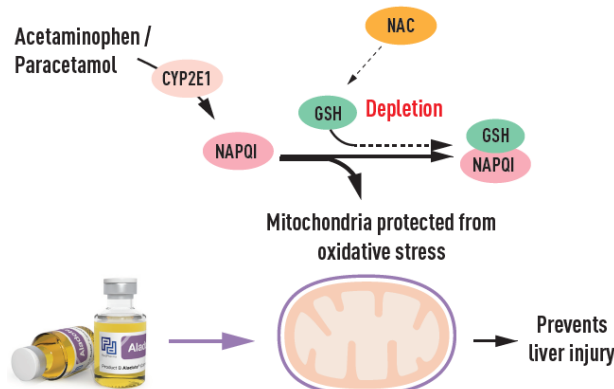 Acetaminophen /
Paracetamol
NAC
CYP2E1
GSH
Depletion
NAPQI
GSH
NAPQI
Mitochondria protected from
oxidative stress
Prevents
liver injury